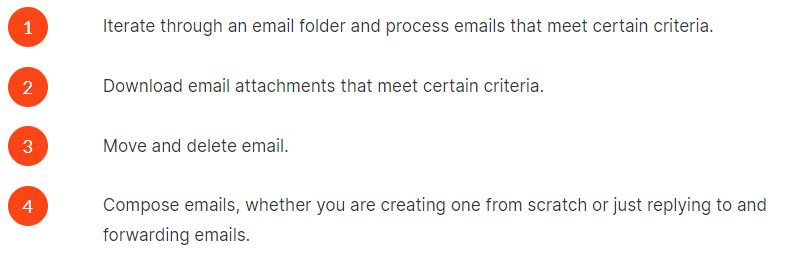 1 Iterate through an email folder and process emails that meet certain criteria.
2 Download email attachments that meet certain criteria.
3 Move and delete email.
4 Compose emails, whether you are creating one from scratch or just replying to and
forwarding emails.